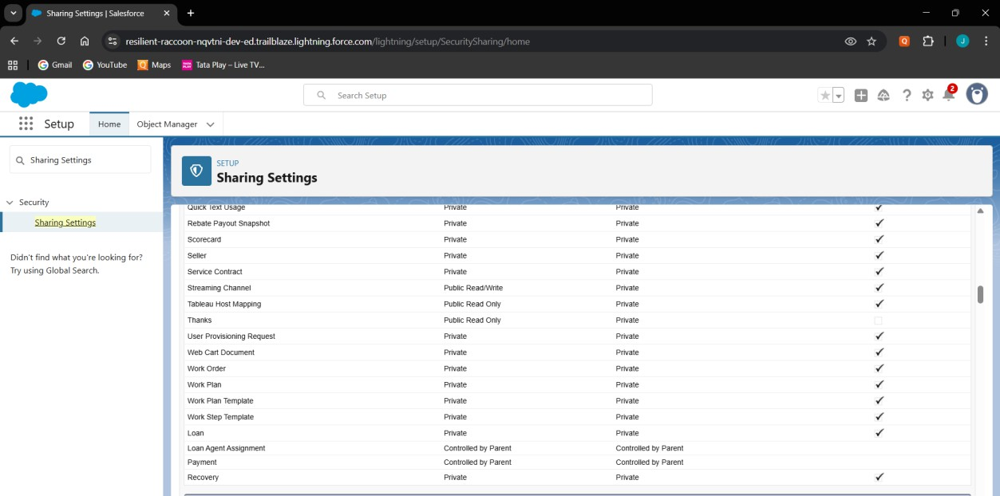 Sharing Settings | Salesforce
resilient-raccoon-nqvtni-dev-ed.trailblaze.lightning.force.com/lightning/setup/SecuritySharing/home
Q
J
Gmail
YouTube
Maps
Tata Play – Live TV...
Search Setup
2
Setup
Home
Object Manager
Sharing Settings
Security
Sharing Settings
Didn't find what you're looking for?
Try using Global Search.
SETUP
Sharing Settings
Quick Text Usage Private Private
Rebate Payout Snapshot Private Private
Scorecard Private Private
Seller Private Private
Service Contract Private Private
Streaming Channel Public Read/Write Private
Tableau Host Mapping Public Read Only Private
Thanks Public Read Only Private
User Provisioning Request Private Private
Web Cart Document Private Private
Work Order Private Private
Work Plan Private Private
Work Plan Template Private Private
Work Step Template Private Private
Loan Private Private
Loan Agent Assignment Controlled by Parent Controlled by Parent
Payment Controlled by Parent Controlled by Parent
Recovery Private Private